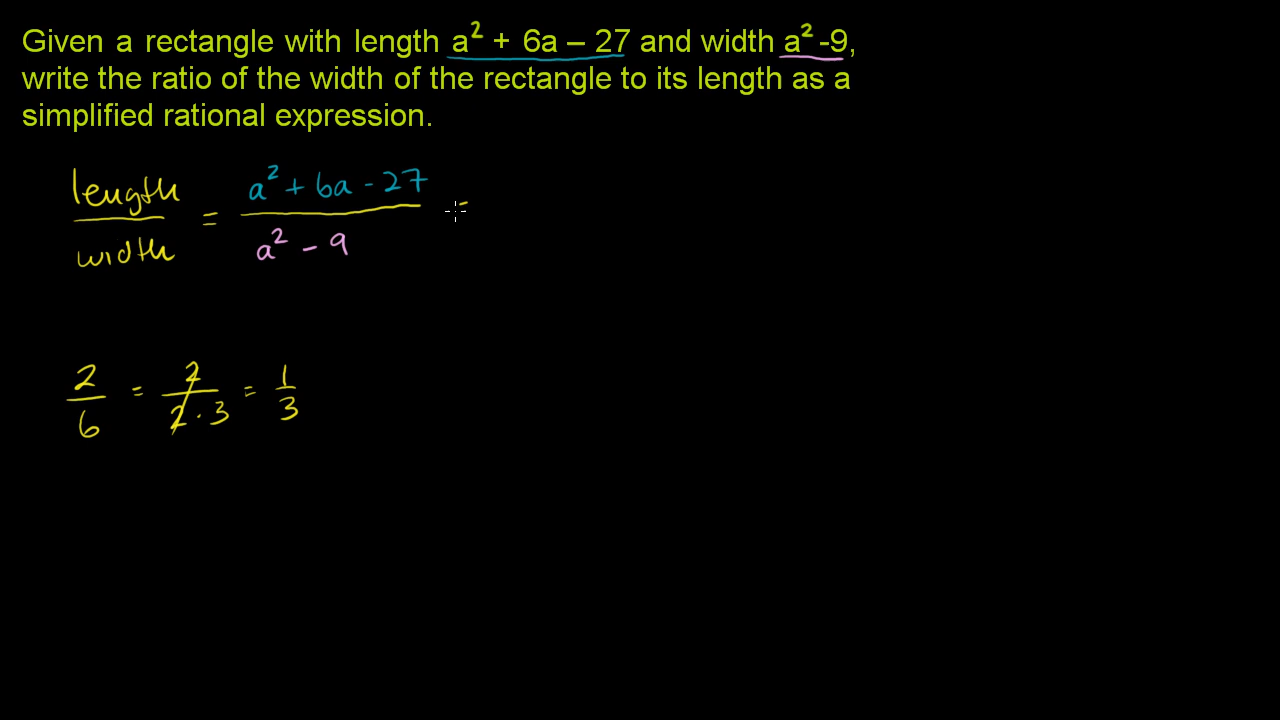 Given a rectangle with length a² + 6a – 27 and width a² -9,
write the ratio of the width of the rectangle to its length as a
simplified rational expression.
length/width = (a² + 6a - 27)/(a² - 9) =
2/6 = 2/(2 · 3) = 1/3